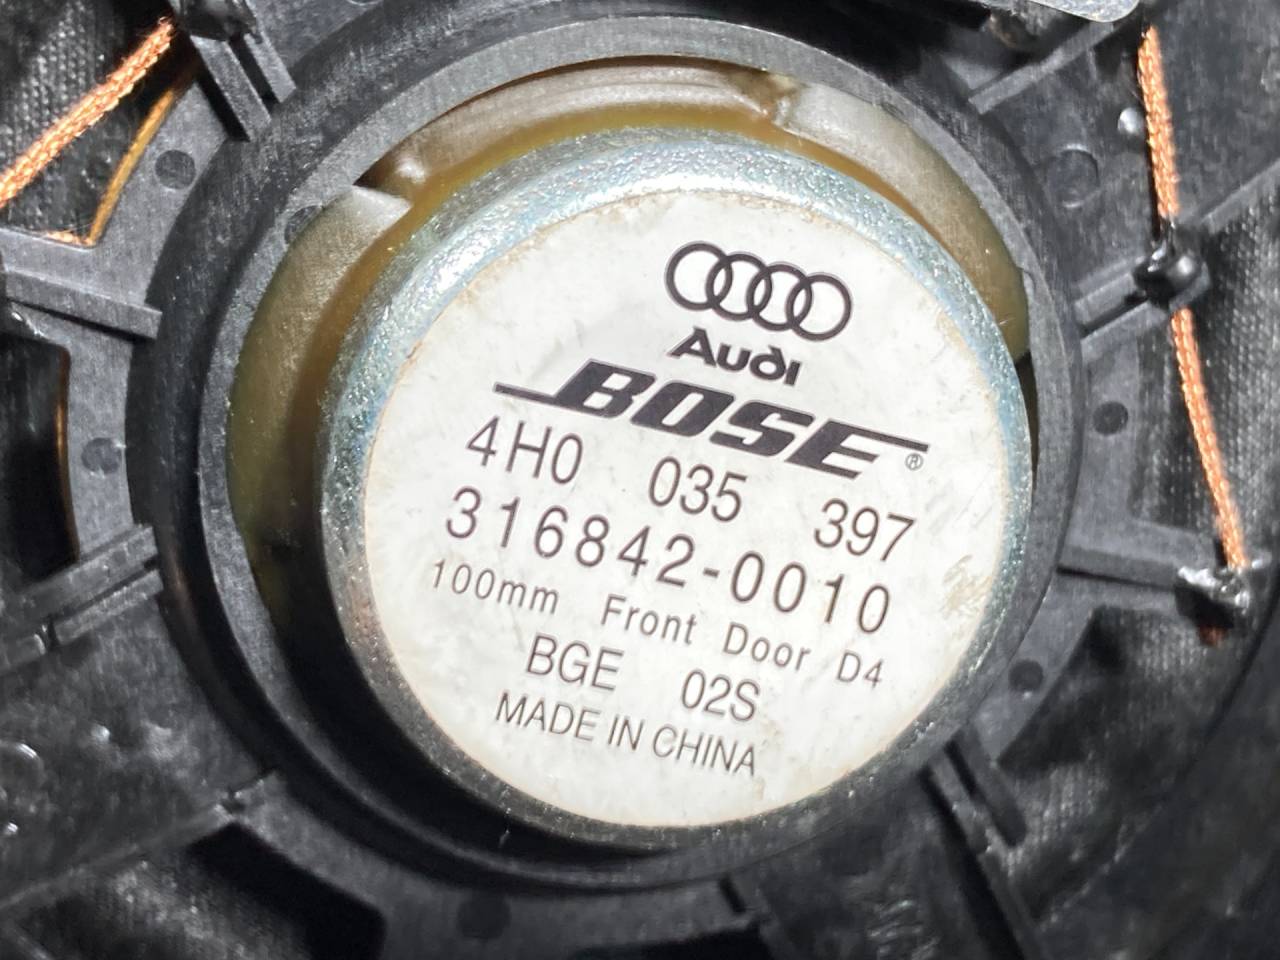 Audi
BOSE®
4H0 035 397
316842-0010
100mm Front Door D4
BGE 02S
MADE IN CHINA